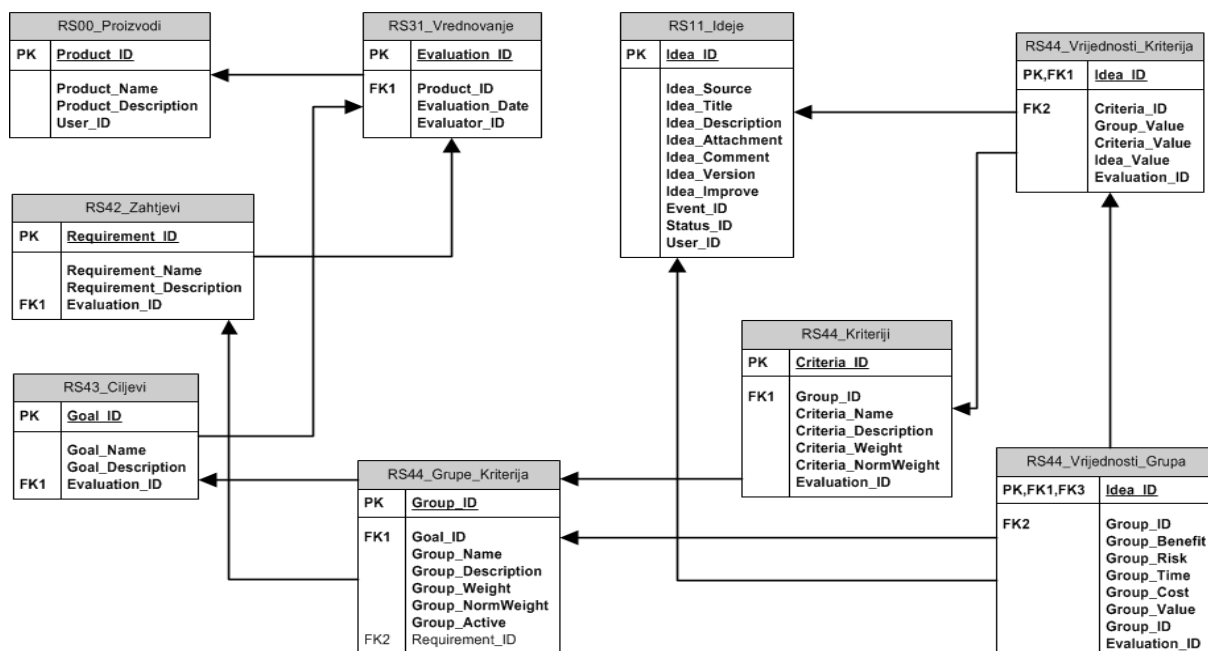 RS00_Proizvodi
PK Product_ID
Product_Name
Product_Description
User_ID
RS31_Vrednovanje
PK Evaluation_ID
FK1 Product_ID
Evaluation_Date
Evaluator_ID
RS11_Ideje
PK Idea_ID
Idea_Source
Idea_Title
Idea_Description
Idea_Attachment
Idea_Comment
Idea_Version
Idea_Improve
Event_ID
Status_ID
User_ID
RS44_Vrijednosti_Kriterija
PK,FK1 Idea_ID
FK2 Criteria_ID
Group_Value
Criteria_Value
Idea_Value
Evaluation_ID
RS42_Zahtjevi
PK Requirement_ID
Requirement_Name
Requirement_Description
FK1 Evaluation_ID
RS43_Ciljevi
PK Goal_ID
Goal_Name
Goal_Description
FK1 Evaluation_ID
RS44_Grupe_Kriterija
PK Group_ID
FK1 Goal_ID
Group_Name
Group_Description
Group_Weight
Group_NormWeight
Group_Active
FK2 Requirement_ID
RS44_Kriteriji
PK Criteria_ID
FK1 Group_ID
Criteria_Name
Criteria_Description
Criteria_Weight
Criteria_NormWeight
Evaluation_ID
RS44_Vrijednosti_Grupa
PK,FK1,FK3 Idea_ID
FK2 Group_ID
Group_Benefit
Group_Risk
Group_Time
Group_Cost
Group_Value
Group_ID
Evaluation_ID